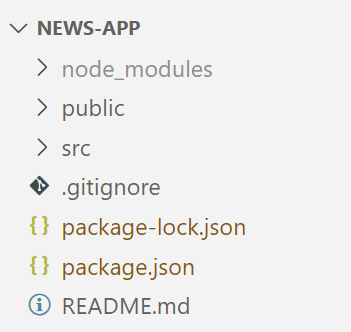 NEWS-APP
node_modules
public
src
.gitignore
{} package-lock.json
{} package.json
README.md